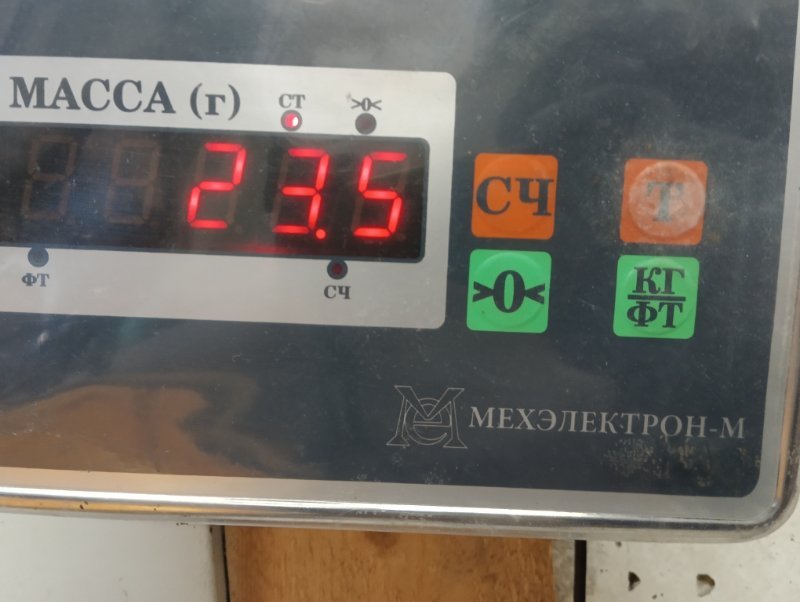 МАССА (г)
СТ
>0<
23.5
ФТ
СЧ
СЧ
Т
>0<
КГ
ФТ
МЕХЭЛЕКТРОН-М